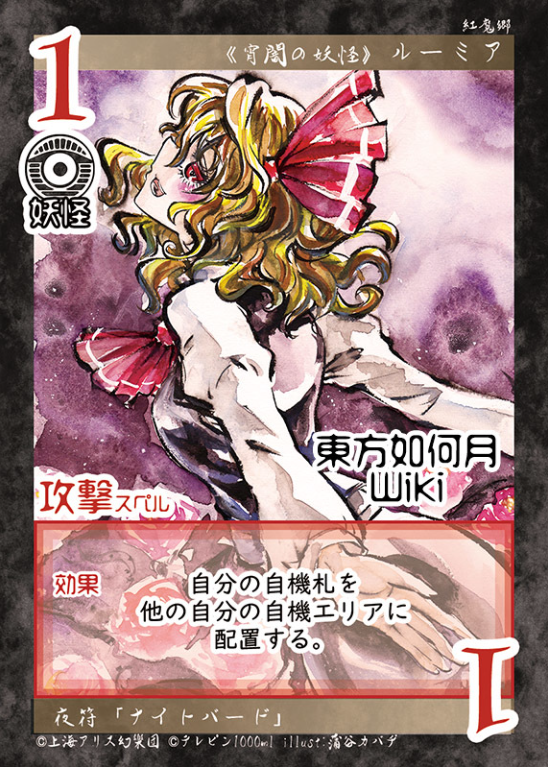 紅魔郷
1
《宵闇の妖怪》 ルーミア
妖怪
東方如何月
Wiki
攻撃スペル
効果
自分の自機札を
他の自分の自機エリアに
配置する。
1
夜符「ナイトバード」
©上海アリス幻樂団 ©テレピン1000ml illust:蒲谷カバヂ